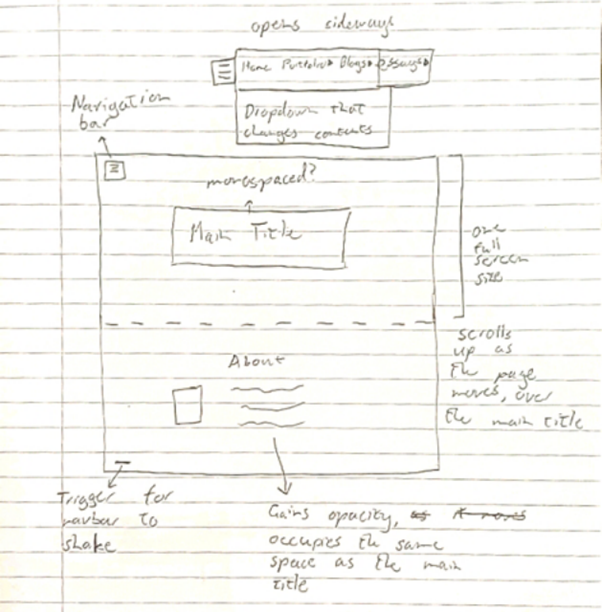 opens sideways
Home Portfolio Blogs Essays
Dropdown that
changes contents
Navigation
bar
monospaced?
Main Title
one
full
screen
size
About
scrolls
up as
the page
moves, over
the main title
Trigger for
navbar to
shake
Gains opacity, as it moves
occupies the same
space as the main
title